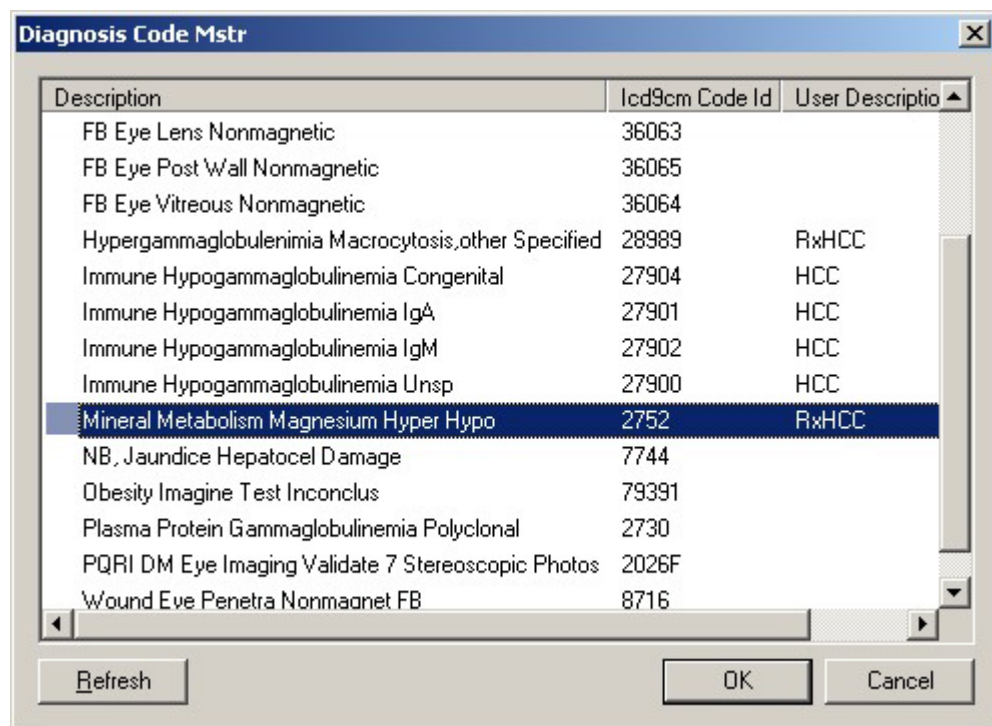 Diagnosis Code Mstr
Description Icd9cm Code Id User Descriptio
FB Eye Lens Nonmagnetic 36063
FB Eye Post Wall Nonmagnetic 36065
FB Eye Vitreous Nonmagnetic 36064
Hypergammaglobulenimia Macrocytosis,other Specified 28989 RxHCC
Immune Hypogammaglobulinemia Congenital 27904 HCC
Immune Hypogammaglobulinemia IgA 27901 HCC
Immune Hypogammaglobulinemia IgM 27902 HCC
Immune Hypogammaglobulinemia Unsp 27900 HCC
Mineral Metabolism Magnesium Hyper Hypo 2752 RxHCC
NB, Jaundice Hepatocel Damage 7744
Obesity Imagine Test Inconclus 79391
Plasma Protein Gammaglobulinemia Polyclonal 2730
PQRI DM Eye Imaging Validate 7 Stereoscopic Photos 2026F
Wound Eye Penetra Nonmagnet FB 8716
Refresh OK Cancel